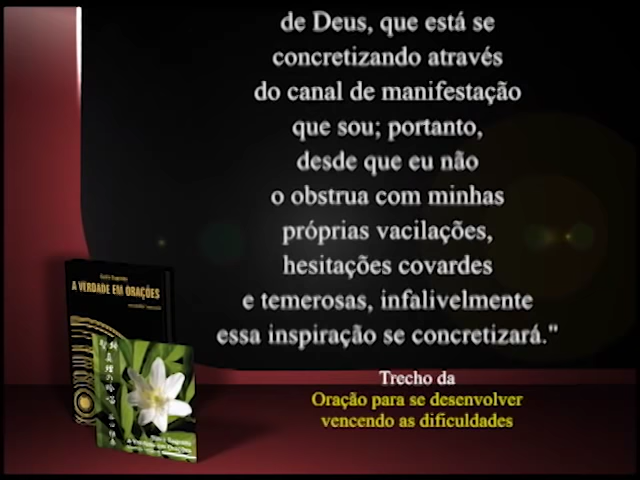 de Deus, que está se
concretizando através
do canal de manifestação
que sou; portanto,
desde que eu não
o obstrua com minhas
próprias vacilações,
hesitações covardes
e temerosas, infalivelmente
essa inspiração se concretizará."
Trecho da
Oração para se desenvolver
vencendo as dificuldades
A VERDADE EM ORAÇÕES